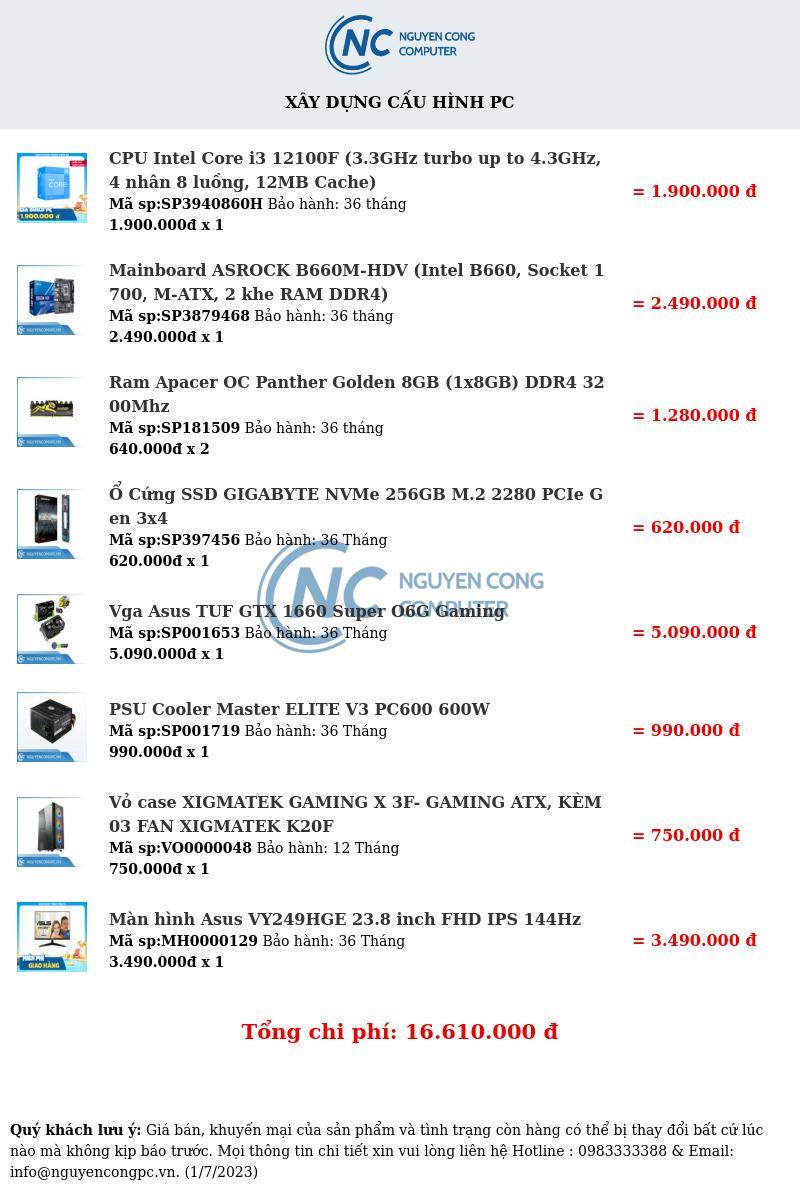 NC NGUYEN CONG
COMPUTER
XÂY DỰNG CẤU HÌNH PC
CPU Intel Core i3 12100F (3.3GHz turbo up to 4.3GHz,
4 nhân 8 luồng, 12MB Cache)
Mã sp:SP3940860H Bảo hành: 36 tháng
1.900.000đ x 1
= 1.900.000 đ
Mainboard ASROCK B660M-HDV (Intel B660, Socket 1
700, M-ATX, 2 khe RAM DDR4)
Mã sp:SP3879468 Bảo hành: 36 tháng
2.490.000đ x 1
= 2.490.000 đ
Ram Apacer OC Panther Golden 8GB (1x8GB) DDR4 32
00Mhz
Mã sp:SP181509 Bảo hành: 36 tháng
640.000đ x 2
= 1.280.000 đ
Ổ Cứng SSD GIGABYTE NVMe 256GB M.2 2280 PCIe G
en 3x4
Mã sp:SP397456 Bảo hành: 36 Tháng
620.000đ x 1
= 620.000 đ
NC NGUYEN CONG
COMPUTER
Vga Asus TUF GTX 1660 Super O6G Gaming
Mã sp:SP001653 Bảo hành: 36 Tháng
5.090.000đ x 1
= 5.090.000 đ
PSU Cooler Master ELITE V3 PC600 600W
Mã sp:SP001719 Bảo hành: 36 Tháng
990.000đ x 1
= 990.000 đ
Vỏ case XIGMATEK GAMING X 3F- GAMING ATX, KÈM
03 FAN XIGMATEK K20F
Mã sp:VO0000048 Bảo hành: 12 Tháng
750.000đ x 1
= 750.000 đ
MIỄN PHÍ
GIAO HÀNG
Màn hình Asus VY249HGE 23.8 inch FHD IPS 144Hz
Mã sp:MH0000129 Bảo hành: 36 Tháng
3.490.000đ x 1
= 3.490.000 đ
Tổng chi phí: 16.610.000 đ
Quý khách lưu ý: Giá bán, khuyến mại của sản phẩm và tình trạng còn hàng có thể bị thay đổi bất cứ lúc
nào mà không kịp báo trước. Mọi thông tin chi tiết xin vui lòng liên hệ Hotline : 0983333388 & Email:
info@nguyencongpc.vn. (1/7/2023)